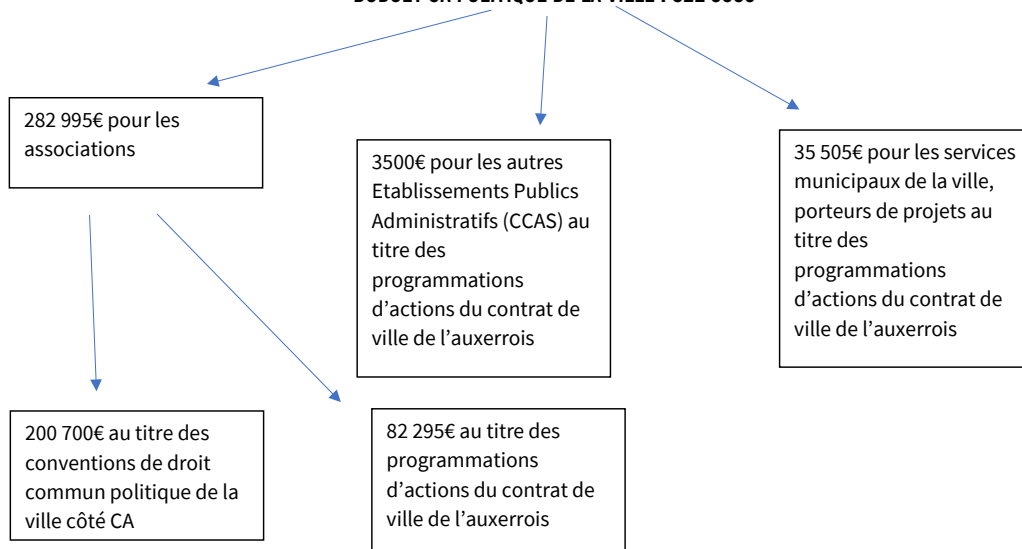 282 995€ pour les
associations
3500€ pour les autres
Etablissements Publics
Administratifs (CCAS) au
titre des
programmations
d’actions du contrat de
ville de l’auxerrois
35 505€ pour les services
municipaux de la ville,
porteurs de projets au
titre des
programmations
d’actions du contrat de
ville de l’auxerrois
200 700€ au titre des
conventions de droit
commun politique de la
ville côté CA
82 295€ au titre des
programmations
d’actions du contrat de
ville de l’auxerrois